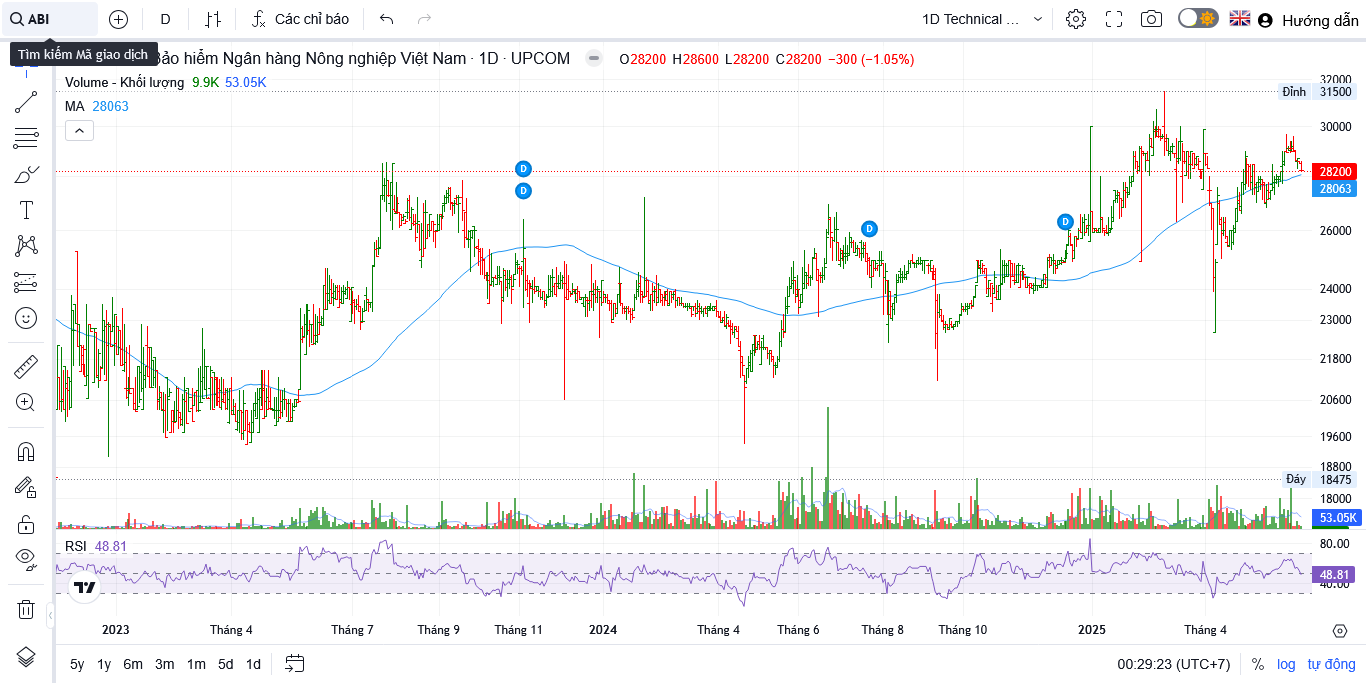 ABI
D
Các chỉ báo
1D Technical ...
Hướng dẫn
Tìm kiếm Mã giao dịch
Bảo hiểm Ngân hàng Nông nghiệp Việt Nam · 1D · UPCOM
O28200 H28600 L28200 C28200 −300 (−1.05%)
Volume - Khối lượng 9.9K 53.05K
MA 28063
32000
Đỉnh 31500
30000
28200
28063
26000
24000
23000
21800
20600
19600
18800
Đáy 18475
18000
53.05K
D
D
D
D
RSI 48.81
80.00
48.81
40.00
2023 Tháng 4 Tháng 7 Tháng 9 Tháng 11 2024 Tháng 4 Tháng 6 Tháng 8 Tháng 10 2025 Tháng 4
5y 1y 6m 3m 1m 5d 1d
00:29:23 (UTC+7) % log tự động